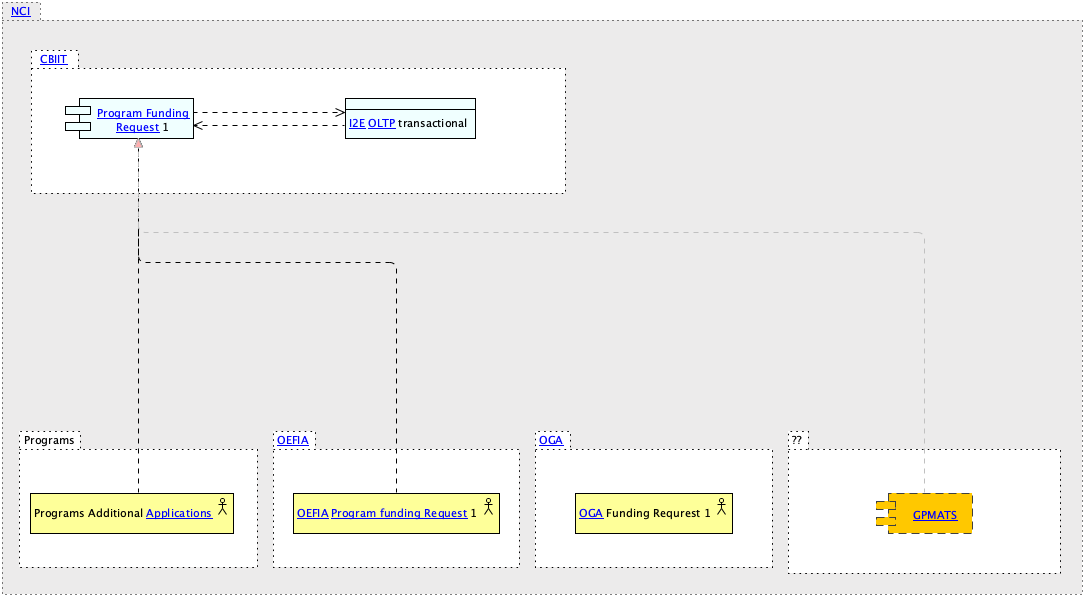 NCI
CBIIT
Program Funding
Request 1
I2E OLTP transactional
Programs
OEFIA
OGA
??
Programs Additional Applications
OEFIA Program funding Request 1
OGA Funding Requrest 1
GPMATS